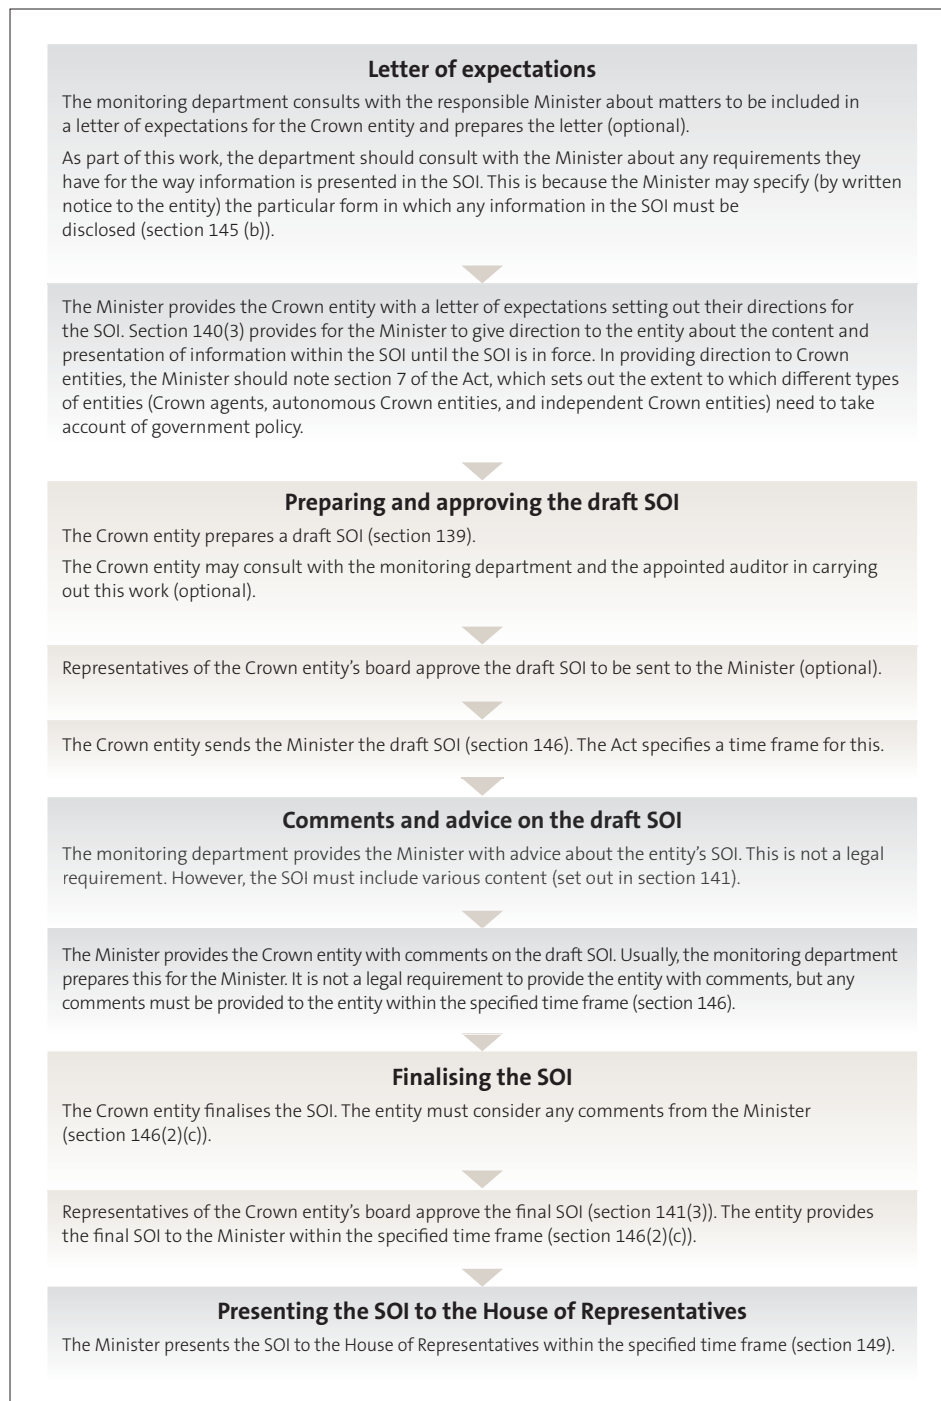 Letter of expectations
The monitoring department consults with the responsible Minister about matters to be included in
a letter of expectations for the Crown entity and prepares the letter (optional).
As part of this work, the department should consult with the Minister about any requirements they
have for the way information is presented in the SOI. This is because the Minister may specify (by written
notice to the entity) the particular form in which any information in the SOI must be
disclosed (section 145 (b)).
The Minister provides the Crown entity with a letter of expectations setting out their directions for
the SOI. Section 140(3) provides for the Minister to give direction to the entity about the content and
presentation of information within the SOI until the SOI is in force. In providing direction to Crown
entities, the Minister should note section 7 of the Act, which sets out the extent to which different types
of entities (Crown agents, autonomous Crown entities, and independent Crown entities) need to take
account of government policy.
Preparing and approving the draft SOI
The Crown entity prepares a draft SOI (section 139).
The Crown entity may consult with the monitoring department and the appointed auditor in carrying
out this work (optional).
Representatives of the Crown entity's board approve the draft SOI to be sent to the Minister (optional).
The Crown entity sends the Minister the draft SOI (section 146). The Act specifies a time frame for this.
Comments and advice on the draft SOI
The monitoring department provides the Minister with advice about the entity's SOI. This is not a legal
requirement. However, the SOI must include various content (set out in section 141).
The Minister provides the Crown entity with comments on the draft SOI. Usually, the monitoring department
prepares this for the Minister. It is not a legal requirement to provide the entity with comments, but any
comments must be provided to the entity within the specified time frame (section 146).
Finalising the SOI
The Crown entity finalises the SOI. The entity must consider any comments from the Minister
(section 146(2)(c)).
Representatives of the Crown entity's board approve the final SOI (section 141(3)). The entity provides
the final SOI to the Minister within the specified time frame (section 146(2)(c)).
Presenting the SOI to the House of Representatives
The Minister presents the SOI to the House of Representatives within the specified time frame (section 149).